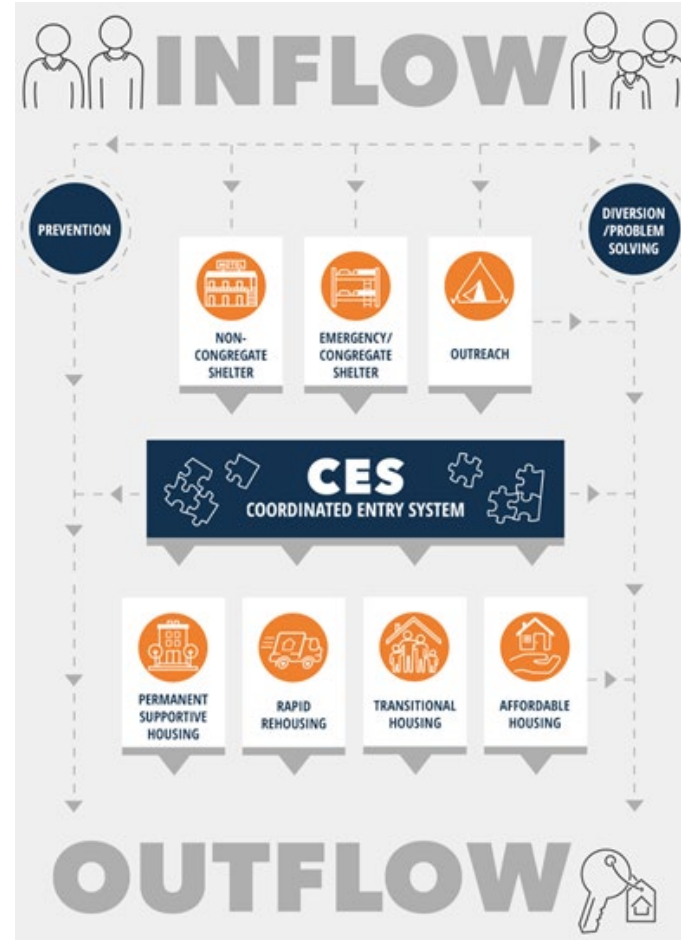 INFLOW
PREVENTION
DIVERSION
/PROBLEM
SOLVING
MOTEL
NON-
CONGREGATE
SHELTER
EMERGENCY/
CONGREGATE
SHELTER
OUTREACH
CES
COORDINATED ENTRY SYSTEM
PERMANENT
SUPPORTIVE
HOUSING
RAPID
REHOUSING
TRANSITIONAL
HOUSING
AFFORDABLE
HOUSING
OUTFLOW